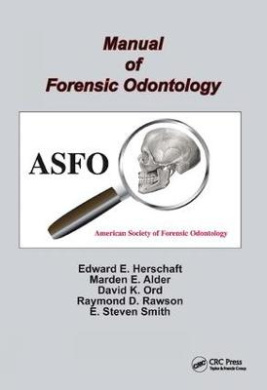 Manual
of
Forensic Odontology
ASFO
American Society of Forensic Odontology
Edward E. Herschaft
Marden E. Alder
David K. Ord
Raymond D. Rawson
E. Steven Smith
CRC Press
Taylor & Francis Group